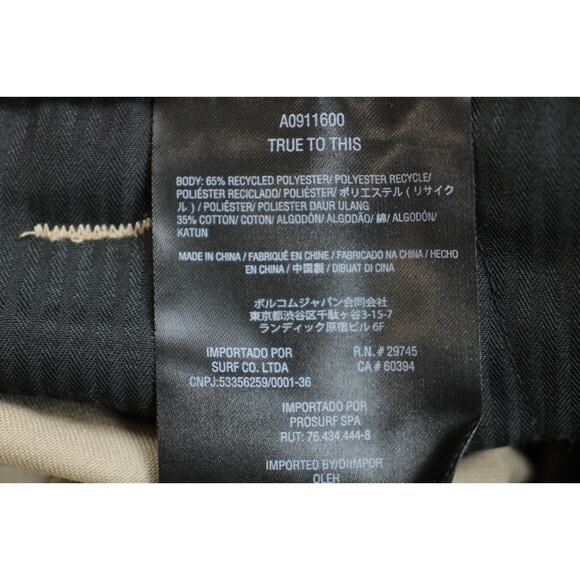 A0911600
TRUE TO THIS
BODY: 65% RECYCLED POLYESTER/ POLYESTER RECYCLE/
POLIÉSTER RECICLADO/ POLIÉSTER/ ポリエステル ( リサイク
ル ) /POLIÉSTER/ POLIESTER DAUR ULANG
35% COTTON/ COTON/ ALGODÓN/ ALGODÃO/ 綿/ ALGODÓN/
KATUN
MADE IN CHINA / FABRIQUÉ EN CHINE / FABRICADO NA CHINA / HECHO
EN CHINA / 中国製 / DIBUAT DI CINA
ボルコムジャパン合同会社
東京都渋谷区千駄ヶ谷3-15-7
ランディック原宿ビル 6F
IMPORTADO POR
SURF CO. LTDA
CNPJ:53356259/0001-36
R.N. # 29745
CA # 60394
IMPORTADO POR
PROSURF SPA
RUT: 76.434.444-8
IMPORTED BY/DIIMPOR
OLEH